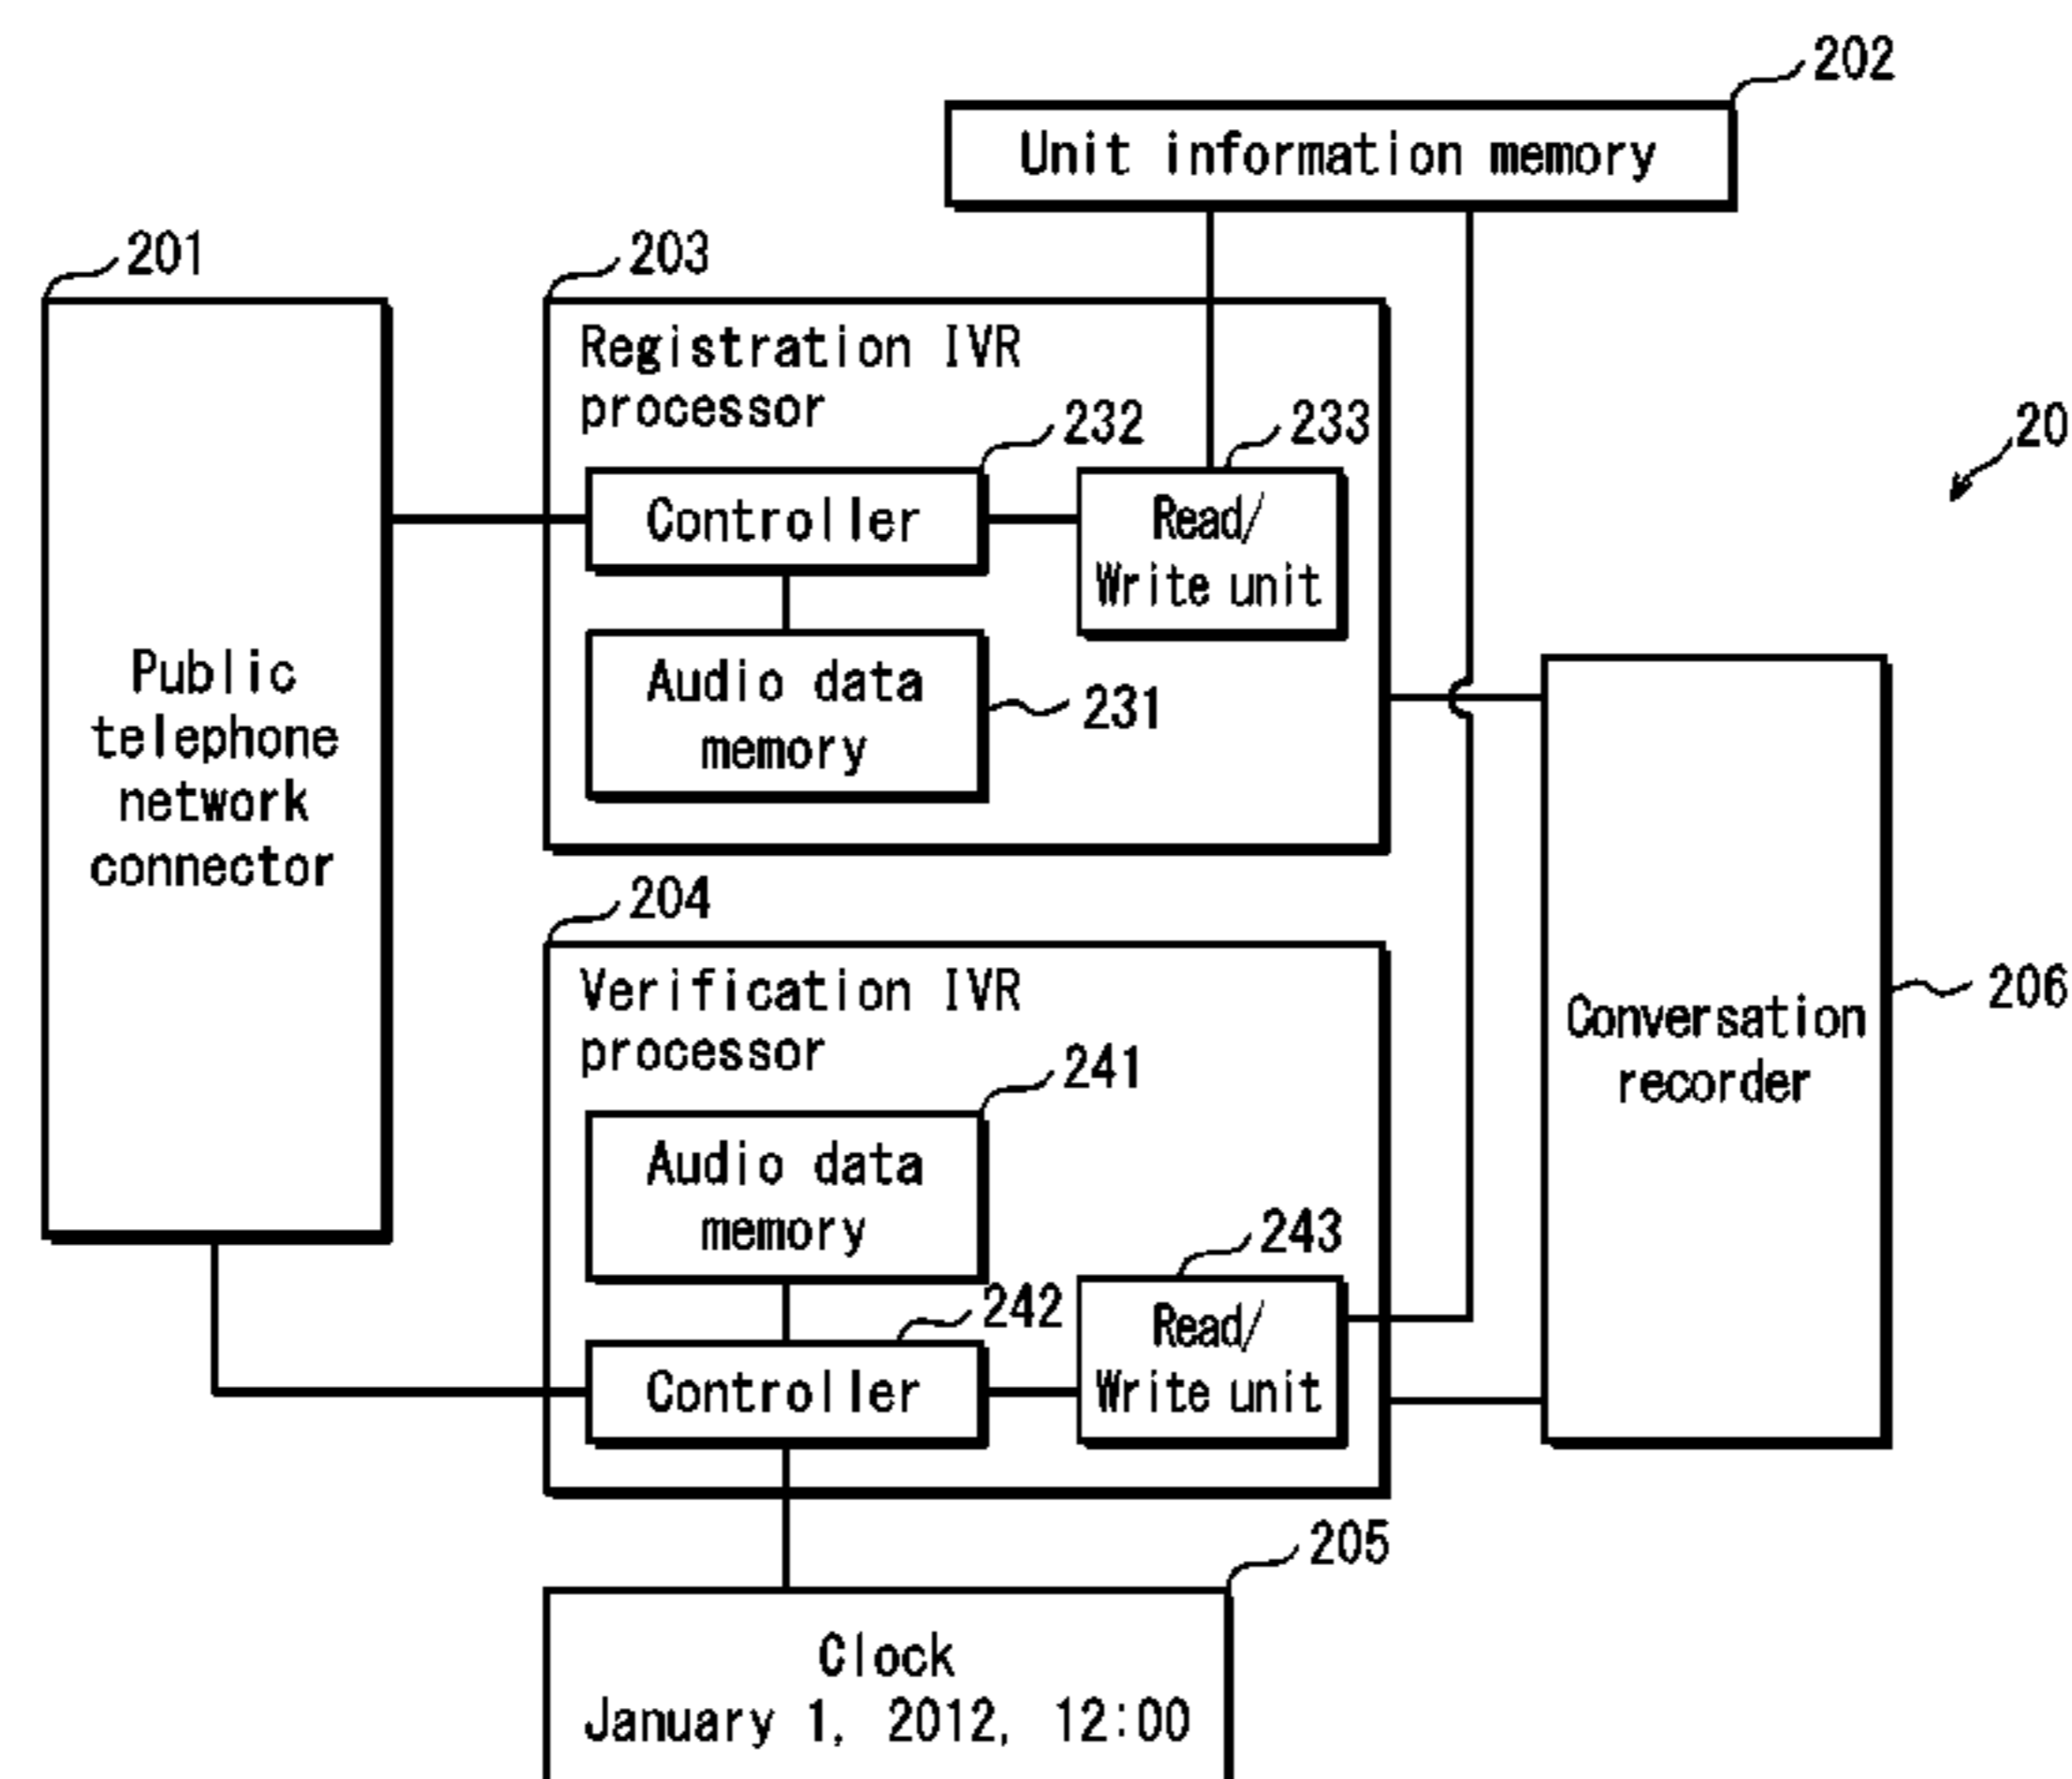 202
Unit information memory
201
203
Registration IVR
processor
232
233
20
Controller
Read/
Write unit
Audio data
memory
231
Public
telephone
network
connector
204
Verification IVR
processor
241
206
Conversation
recorder
Audio data
memory
243
242
Read/
Write unit
Controller
205
Clock
January 1, 2012, 12:00